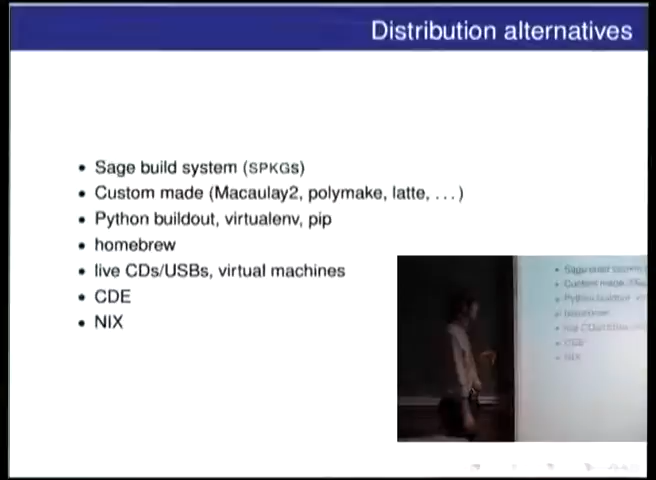 Distribution alternatives
• Sage build system (SPKGs)
• Custom made (Macaulay2, polymake, latte, ...)
• Python buildout, virtualenv, pip
• homebrew
• live CDs/USBs, virtual machines
• CDE
• NIX